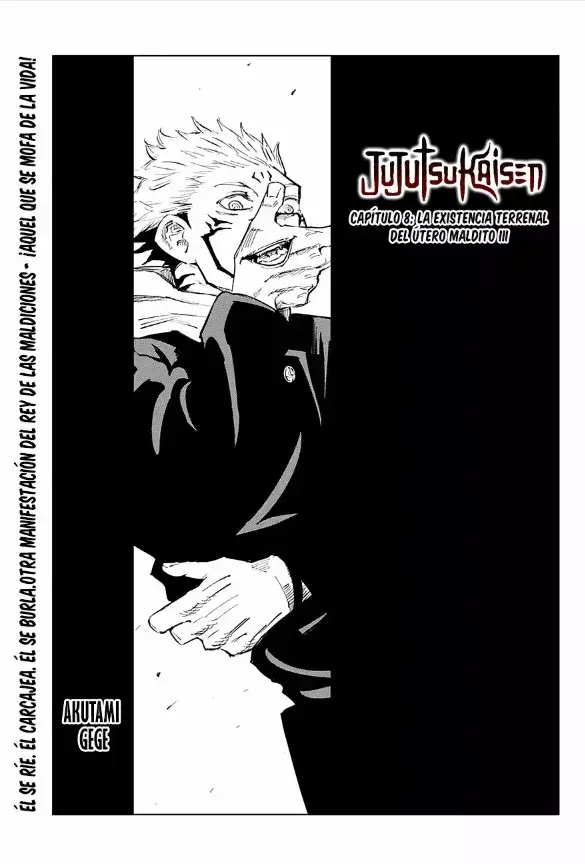 ÉL SE RÍE. ÉL CARCAJEA. ÉL SE BURLA.OTRA MANIFESTACIÓN DEL REY DE LAS MALDICIONES - ¡AQUEL QUE SE MOFA DE LA VIDA!
JUJUTSU KAISEN
CAPÍTULO 8: LA EXISTENCIA TERRENAL
DEL ÚTERO MALDITO III
AKUTAMI
GEGE